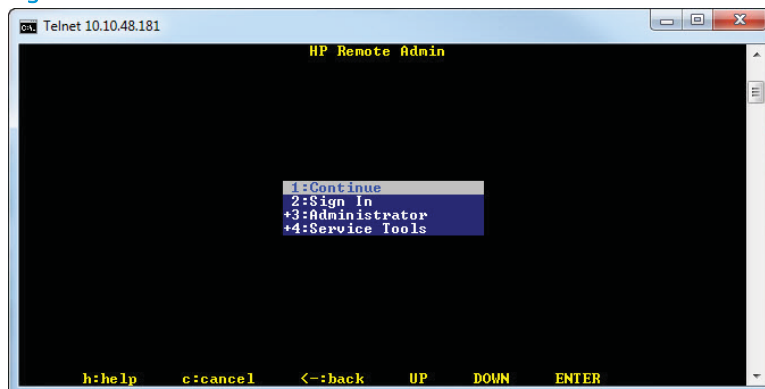 Telnet 10.10.48.181
HP Remote Admin
1:Continue
2:Sign In
+3:Administrator
+4:Service Tools
h:help c:cancel <-:back UP DOWN ENTER